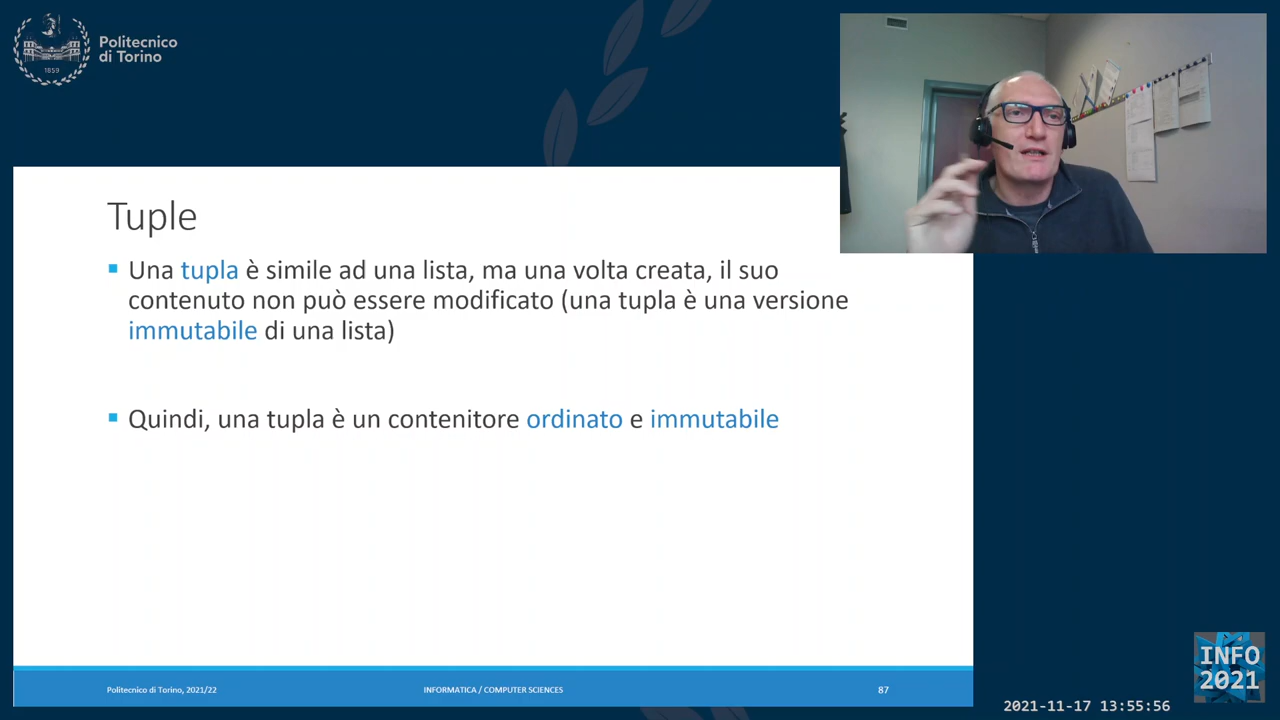 Politecnico
di Torino
1859
Tuple
Una tupla è simile ad una lista, ma una volta creata, il suo
contenuto non può essere modificato (una tupla è una versione
immutabile di una lista)
Quindi, una tupla è un contenitore ordinato e immutabile
Politecnico di Torino, 2021/22
INFORMATICA / COMPUTER SCIENCES
87
INFO
2021
2021-11-17 13:55:56